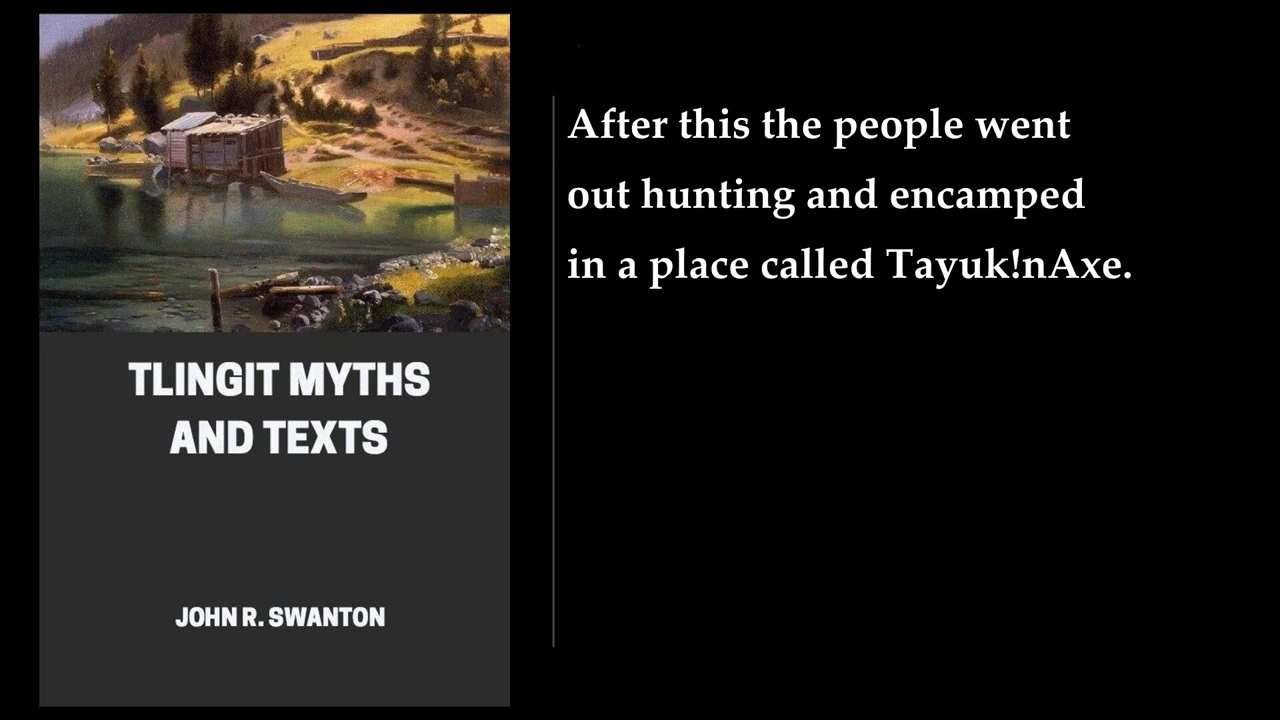 TLINGIT MYTHS
AND TEXTS
JOHN R. SWANTON
After this the people went
out hunting and encamped
in a place called Tayuk!nAxe.